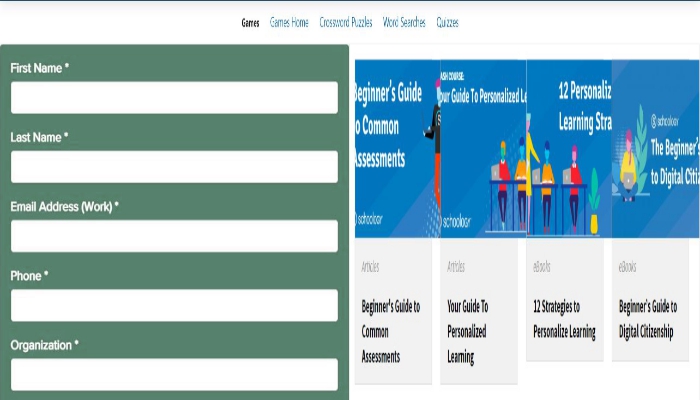 Games Games Home Crossword Puzzles Word Searches Quizzes
First Name *
Last Name *
Email Address (Work) *
Phone *
Organization *
Beginner's Guide
o Common
Assessments
schoology
ASH COURSE:
our Guide To Personalized Le
schoology
12 Personaliz
Learning Stra
schoology
The Beginner's
to Digital Citiz
Articles
Beginner's Guide to
Common
Assessments
Articles
Your Guide To
Personalized
Learning
eBooks
12 Strategies to
Personalize Learning
eBooks
Beginner's Guide to
Digital Citizenship